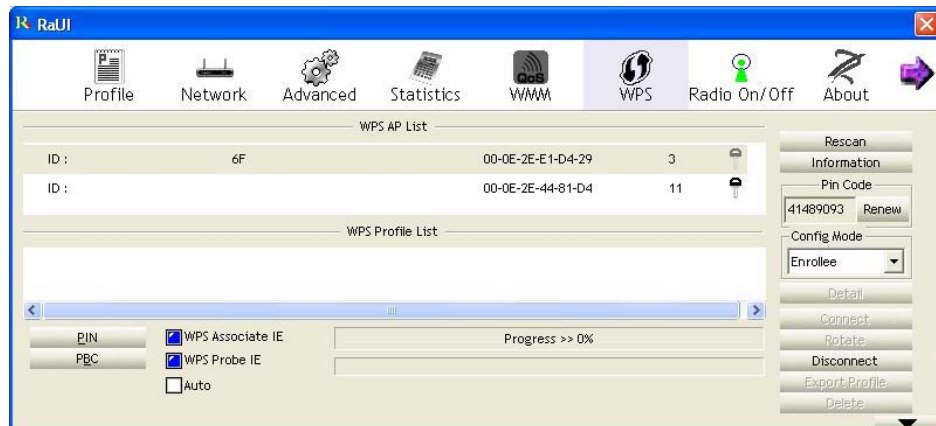 RaUI
Profile Network Advanced Statistics WMM WPS Radio On/Off About
QoS
WPS AP List
ID : 6F 00-0E-2E-E1-D4-29 3
ID : 00-0E-2E-44-81-D4 11
WPS Profile List
Rescan
Information
Pin Code
41489093 Renew
Config Mode
Enrollee
Detail
Connect
Rotate
Disconnect
Export Profile
Delete
PIN
PBC
WPS Associate IE
WPS Probe IE
Auto
Progress >> 0%